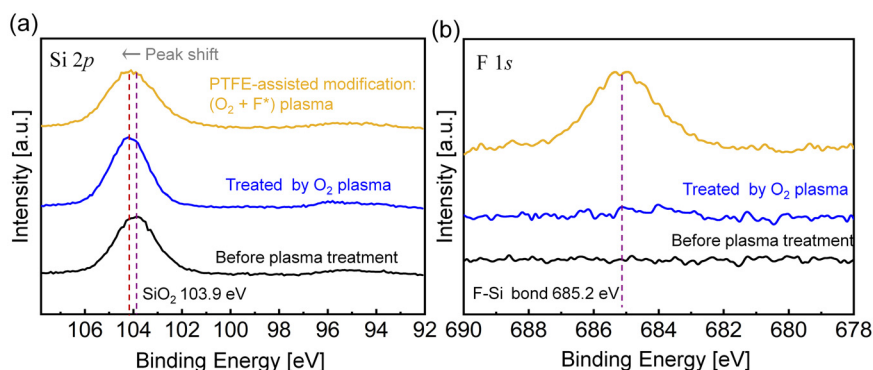 (a)
Si 2p
← Peak shift
PTFE-assisted modification:
(O₂ + F*) plasma
Treated by O₂ plasma
Before plasma treatment
SiO₂ 103.9 eV
Intensity [a.u.]
106 104 102 100 98 96 94 92
Binding Energy [eV]
(b)
F 1s
Treated by O₂ plasma
Before plasma treatment
F-Si bond 685.2 eV
Intensity [a.u.]
690 688 686 684 682 680 678
Binding Energy [eV]